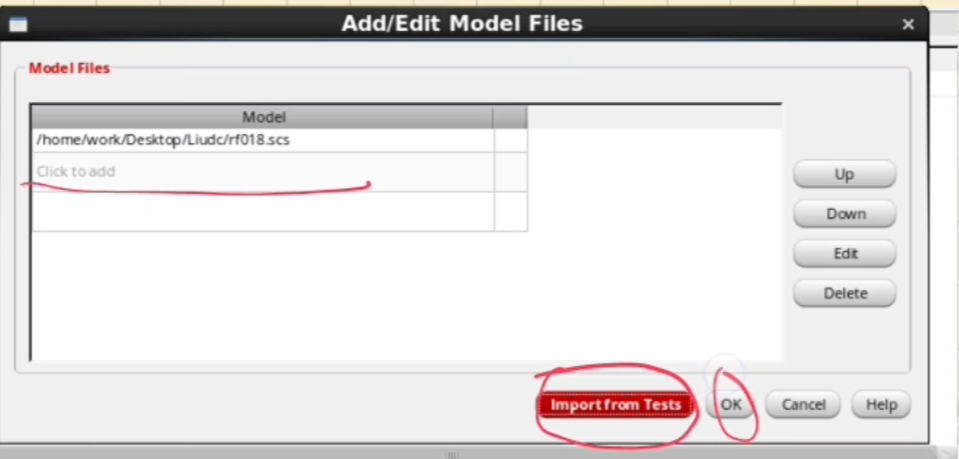 Add/Edit Model Files
Model Files
Model
/home/work/Desktop/Liudc/rf018.scs
Click to add
Up
Down
Edit
Delete
Import from Tests OK Cancel Help